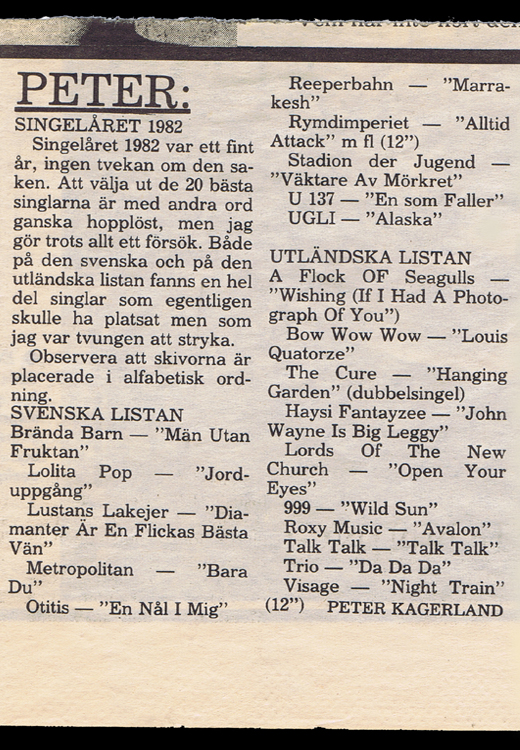 PETER:
SINGELÅRET 1982
Singelåret 1982 var ett fint
år, ingen tvekan om den sa-
ken. Att välja ut de 20 bästa
singlarna är med andra ord
ganska hopplöst, men jag
gör trots allt ett försök. Både
på den svenska och på den
utländska listan fanns en hel
del singlar som egentligen
skulle ha platsat men som
jag var tvungen att stryka.
Observera att skivorna är
placerade i alfabetisk ord-
ning.
SVENSKA LISTAN
Brända Barn — ”Män Utan
Fruktan”
Lolita Pop — ”Jord-
uppgång”
Lustans Lakejer — ”Dia-
manter Är En Flickas Bästa
Vän”
Metropolitan — ”Bara
Du”
Otitis — ”En Nål I Mig”
Reeperbahn — ”Marra-
kesh”
Rymdimperiet — ”Alltid
Attack” m fl (12”)
Stadion der Jugend —
”Väktare Av Mörkret”
U 137 — ”En som Faller”
UGLI — ”Alaska”
UTLÄNDSKA LISTAN
A Flock OF Seagulls —
”Wishing (If I Had A Photo-
graph Of You”)
Bow Wow Wow — ”Louis
Quatorze”
The Cure — ”Hanging
Garden” (dubbelsingel)
Haysi Fantayzee — ”John
Wayne Is Big Leggy”
Lords Of The New
Church — ”Open Your
Eyes”
999 — ”Wild Sun”
Roxy Music — ”Avalon”
Talk Talk — ”Talk Talk”
Trio — ”Da Da Da”
Visage — ”Night Train”
(12”) PETER KAGERLAND